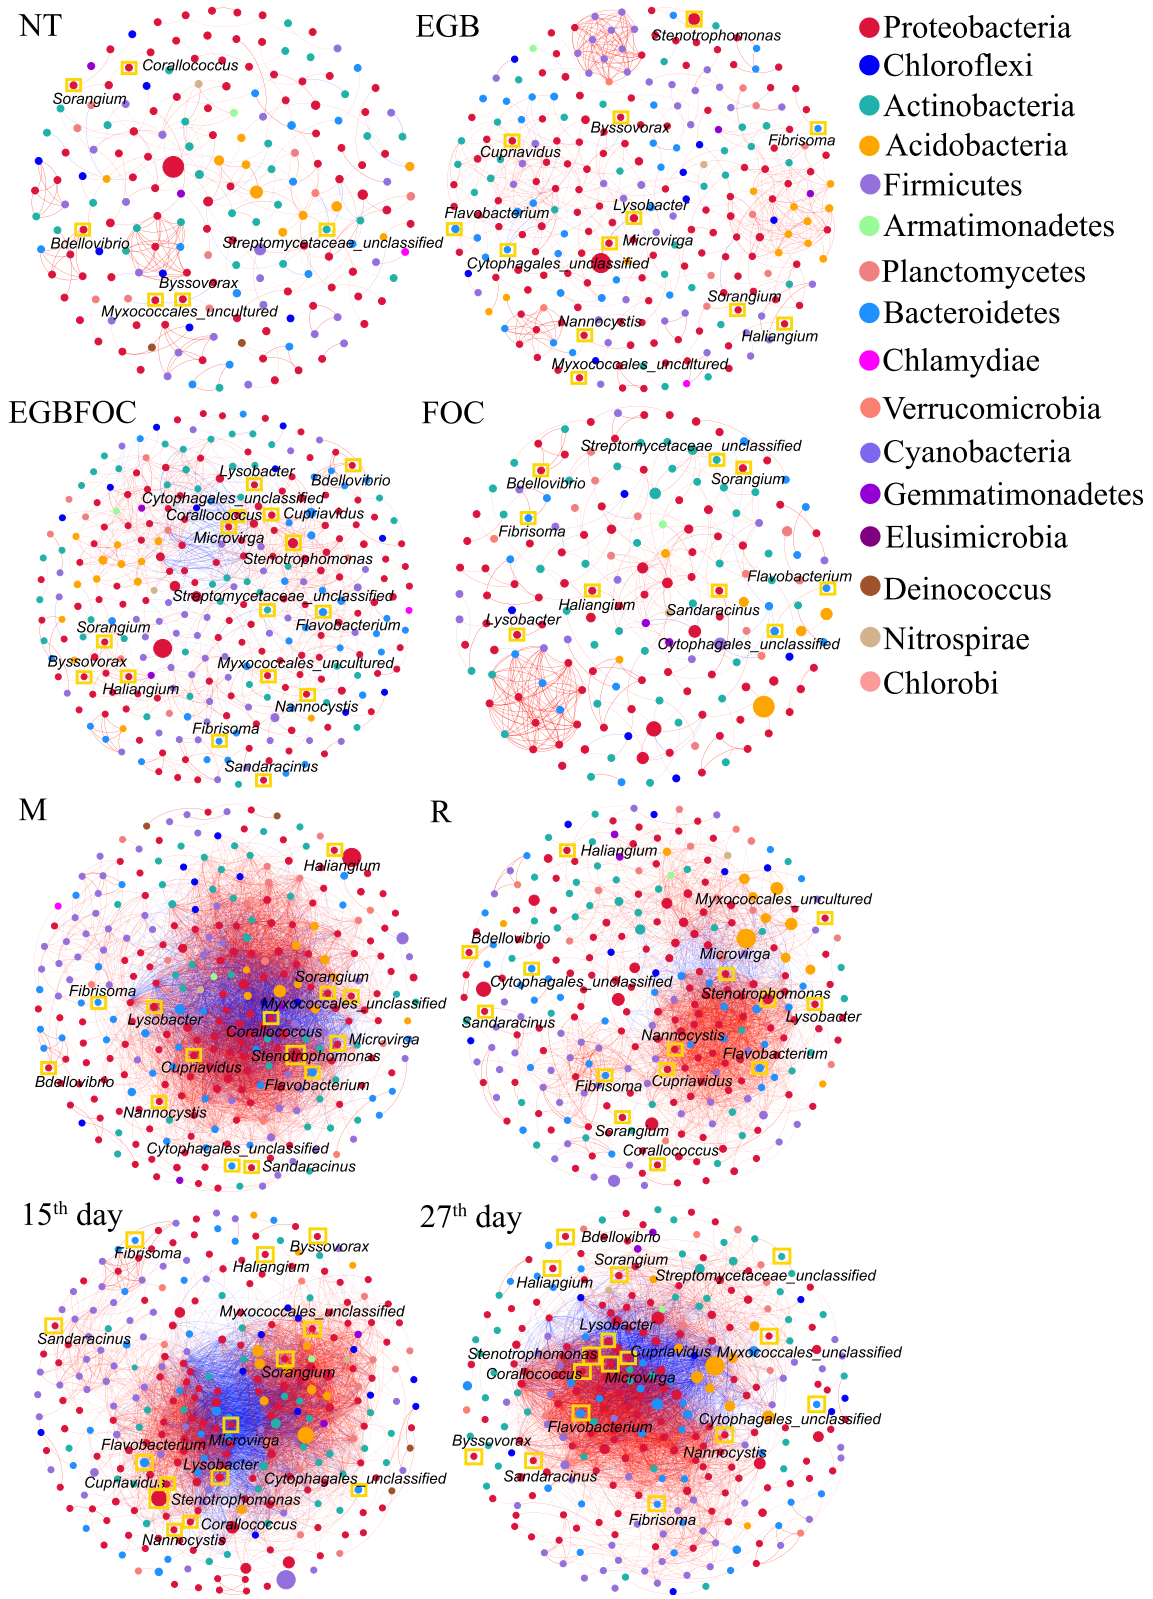 NT
Corallococcus
Sorangium
Bdellovibrio
Streptomycetaceae_unclassified
Byssovorax
Myxococcales_uncultured
EGB
Stenotrophomonas
Byssovorax
Fibrisoma
Cupriavidus
Lysobacter
Flavobacterium
Microvirga
Cytophagales_unclassified
Sorangium
Nannocystis
Haliangium
Myxococcales_uncultured
Proteobacteria
Chloroflexi
Actinobacteria
Acidobacteria
Firmicutes
Armatimonadetes
Planctomycetes
Bacteroidetes
Chlamydiae
Verrucomicrobia
Cyanobacteria
Gemmatimonadetes
Elusimicrobia
Deinococcus
Nitrospirae
Chlorobi
EGBFOC
Lysobacter
Bdellovibrio
Cytophagales_unclassified
Corallococcus
Cupriavidus
Microvirga
Stenotrophomonas
Streptomycetaceae_unclassified
Flavobacterium
Sorangium
Byssovorax
Myxococcales_uncultured
Haliangium
Nannocystis
Fibrisoma
Sandaracinus
FOC
Streptomycetaceae_unclassified
Bdellovibrio
Sorangium
Fibrisoma
Flavobacterium
Haliangium
Sandaracinus
Lysobacter
Cytophagales_unclassified
M
Haliangium
Sorangium
Fibrisoma
Myxococcales_unclassified
Lysobacter
Corallococcus
Microvirga
Stenotrophomonas
Cupriavidus
Bdellovibrio
Flavobacterium
Nannocystis
Cytophagales_unclassified
Sandaracinus
R
Haliangium
Myxococcales_uncultured
Bdellovibrio
Microvirga
Cytophagales_unclassified
Stenotrophomonas
Sandaracinus
Lysobacter
Nannocystis
Flavobacterium
Fibrisoma
Cupriavidus
Sorangium
Corallococcus
15th day
Fibrisoma
Byssovorax
Haliangium
Myxococcales_unclassified
Sandaracinus
Sorangium
Flavobacterium
Microvirga
Lysobacter
Cupriavidus
Cytophagales_unclassified
Stenotrophomonas
Corallococcus
Nannocystis
27th day
Bdellovibrio
Sorangium
Haliangium
Streptomycetaceae_unclassified
Lysobacter
Stenotrophomonas
Cupriavidus
Myxococcales_unclassified
Corallococcus
Microvirga
Flavobacterium
Cytophagales_unclassified
Byssovorax
Nannocystis
Sandaracinus
Fibrisoma